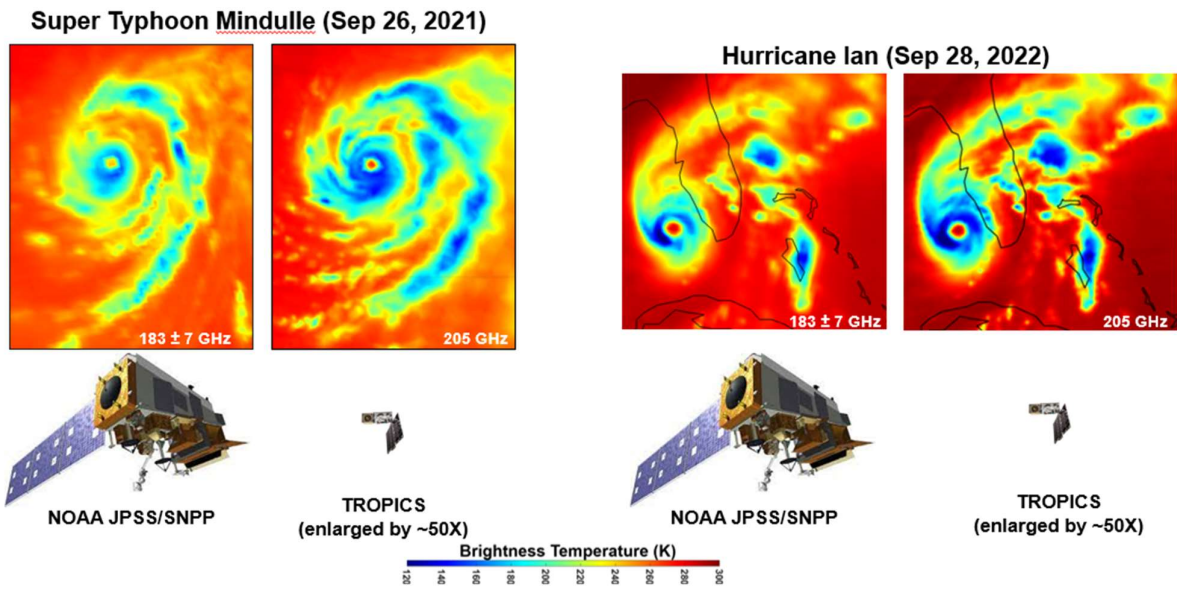 Super Typhoon Mindulle (Sep 26, 2021)
183 ± 7 GHz
205 GHz
NOAA JPSS/SNPP
TROPICS
(enlarged by ~50X)
Hurricane Ian (Sep 28, 2022)
183 ± 7 GHz
205 GHz
NOAA JPSS/SNPP
TROPICS
(enlarged by ~50X)
Brightness Temperature (K)
120 140 160 180 200 220 240 260 280 300